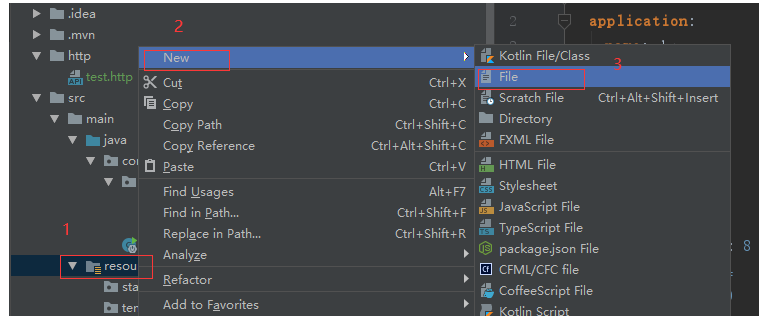 .idea
.mvn
http
test.http
src
main
java
resou
1
2
New
Cut Ctrl+X
Copy Ctrl+C
Copy Path Ctrl+Shift+C
Copy Reference Ctrl+Alt+Shift+C
Paste Ctrl+V
Find Usages Alt+F7
Find in Path... Ctrl+Shift+F
Replace in Path... Ctrl+Shift+R
Analyze
Refactor
Add to Favorites
3
Kotlin File/Class
File
Scratch File Ctrl+Alt+Shift+Insert
Directory
FXML File
HTML File
Stylesheet
JavaScript File
TypeScript File
package.json File
CFML/CFC file
CoffeeScript File
Kotlin Script
2 application:
8